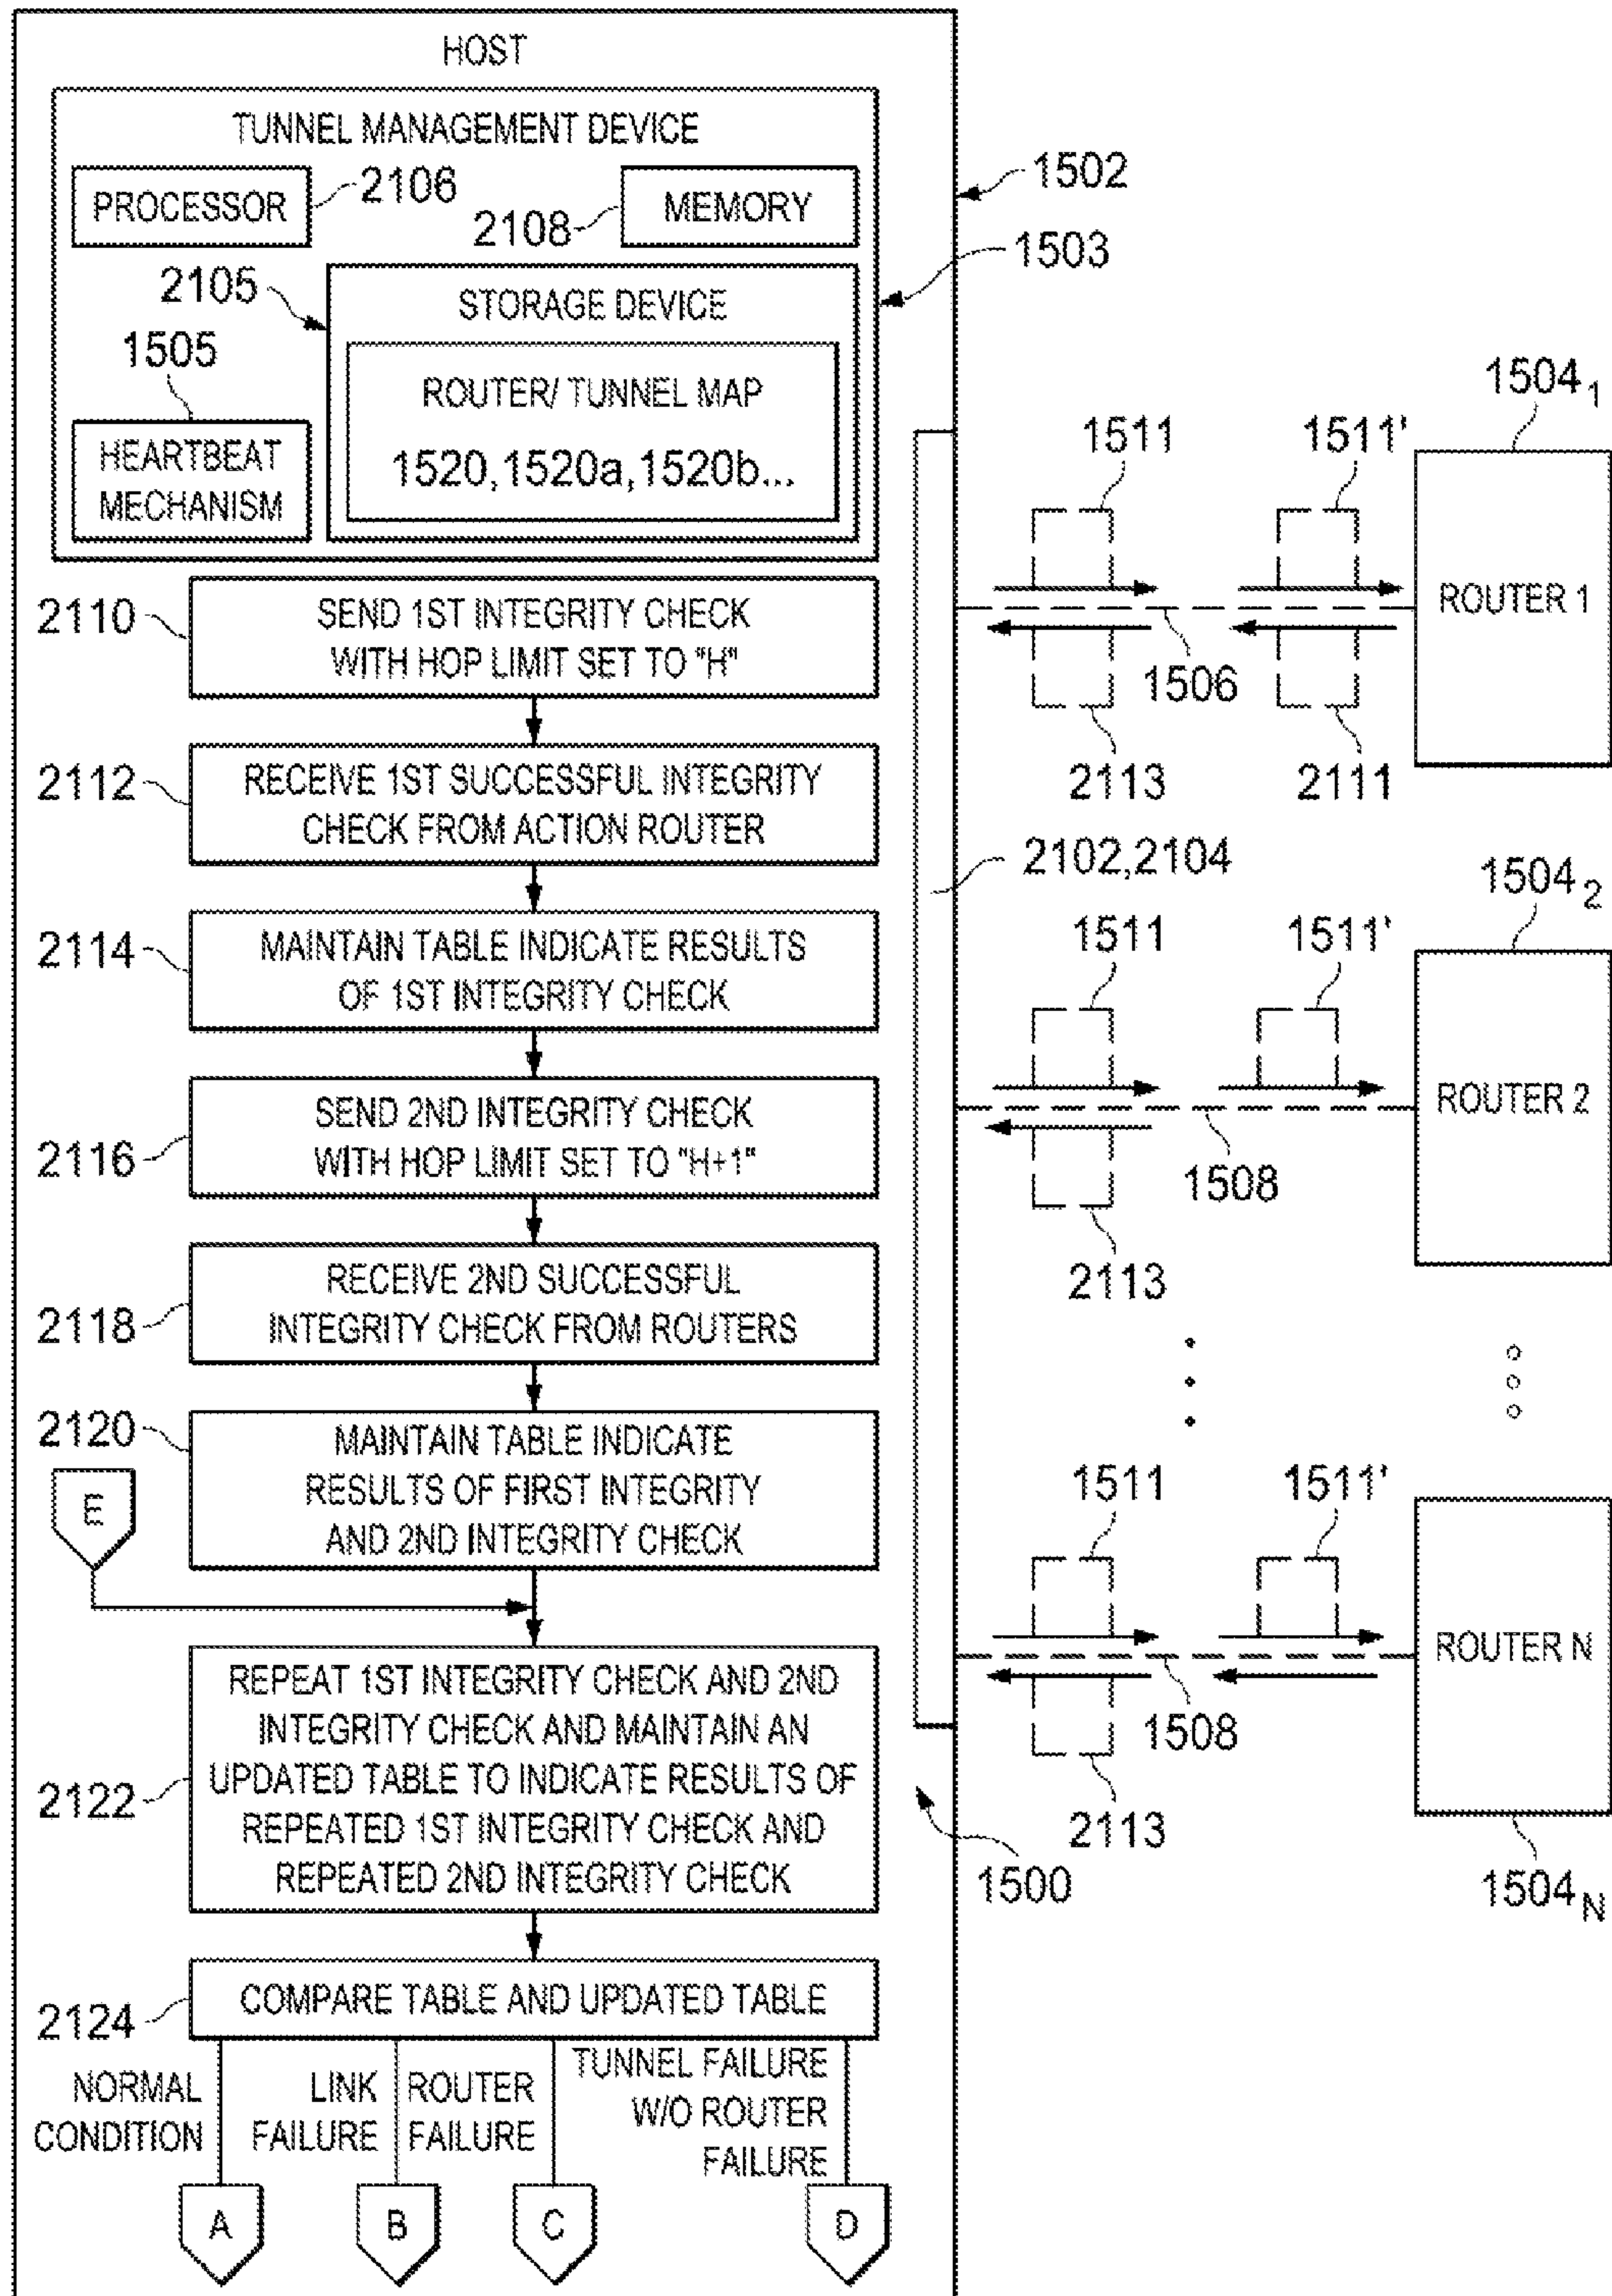 HOST
TUNNEL MANAGEMENT DEVICE
PROCESSOR
2106
2108
MEMORY
1502
1503
2105
STORAGE DEVICE
1505
ROUTER/ TUNNEL MAP
1520,1520a,1520b...
HEARTBEAT
MECHANISM
2110
SEND 1ST INTEGRITY CHECK
WITH HOP LIMIT SET TO "H"
2112
RECEIVE 1ST SUCCESSFUL INTEGRITY
CHECK FROM ACTION ROUTER
2114
MAINTAIN TABLE INDICATE RESULTS
OF 1ST INTEGRITY CHECK
2116
SEND 2ND INTEGRITY CHECK
WITH HOP LIMIT SET TO "H+1"
2118
RECEIVE 2ND SUCCESSFUL
INTEGRITY CHECK FROM ROUTERS
2120
MAINTAIN TABLE INDICATE
RESULTS OF FIRST INTEGRITY
AND 2ND INTEGRITY CHECK
E
2122
REPEAT 1ST INTEGRITY CHECK AND 2ND
INTEGRITY CHECK AND MAINTAIN AN
UPDATED TABLE TO INDICATE RESULTS OF
REPEATED 1ST INTEGRITY CHECK AND
REPEATED 2ND INTEGRITY CHECK
2124
COMPARE TABLE AND UPDATED TABLE
NORMAL
CONDITION
LINK
FAILURE
ROUTER
FAILURE
TUNNEL FAILURE
W/O ROUTER
FAILURE
A
B
C
D
2102,2104
1500
1504 1
1511
1511'
ROUTER 1
1506
2113
2111
1504 2
1511
1511'
ROUTER 2
1508
2113
1511
1511'
ROUTER N
1508
2113
1504 N